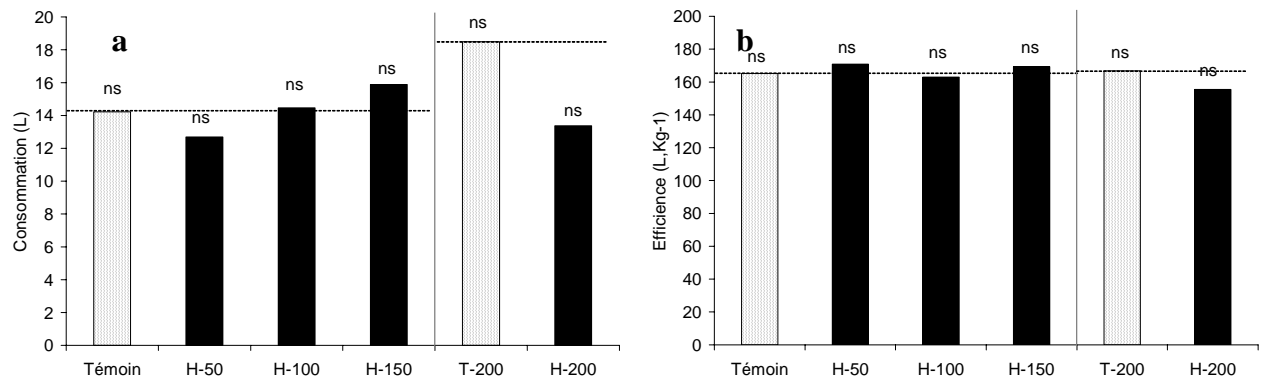 a
Consommation (L)
20
18
16
14
12
10
8
6
4
2
0
ns
ns
ns
ns
ns
ns
Témoin H-50 H-100 H-150 T-200 H-200
b
Efficience (L,Kg-1)
200
180
160
140
120
100
80
60
40
20
0
ns
ns
ns
ns
ns
ns
Témoin H-50 H-100 H-150 T-200 H-200